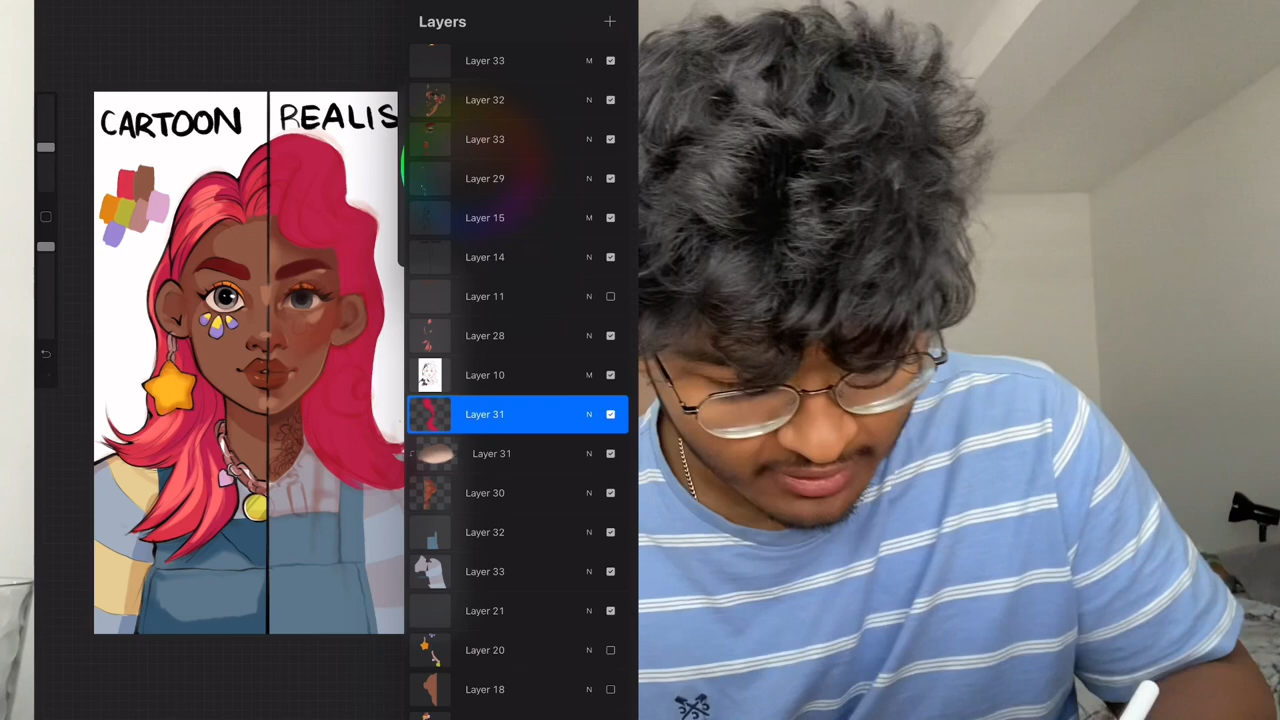 Layers
CARTOON
REALIS
Layer 33 M
Layer 32 N
Layer 33 N
Layer 29 N
Layer 15 M
Layer 14 N
Layer 11 N
Layer 28 N
Layer 10 M
Layer 31 N
Layer 31 N
Layer 30 N
Layer 32 N
Layer 33 N
Layer 21 N
Layer 20 N
Layer 18 N